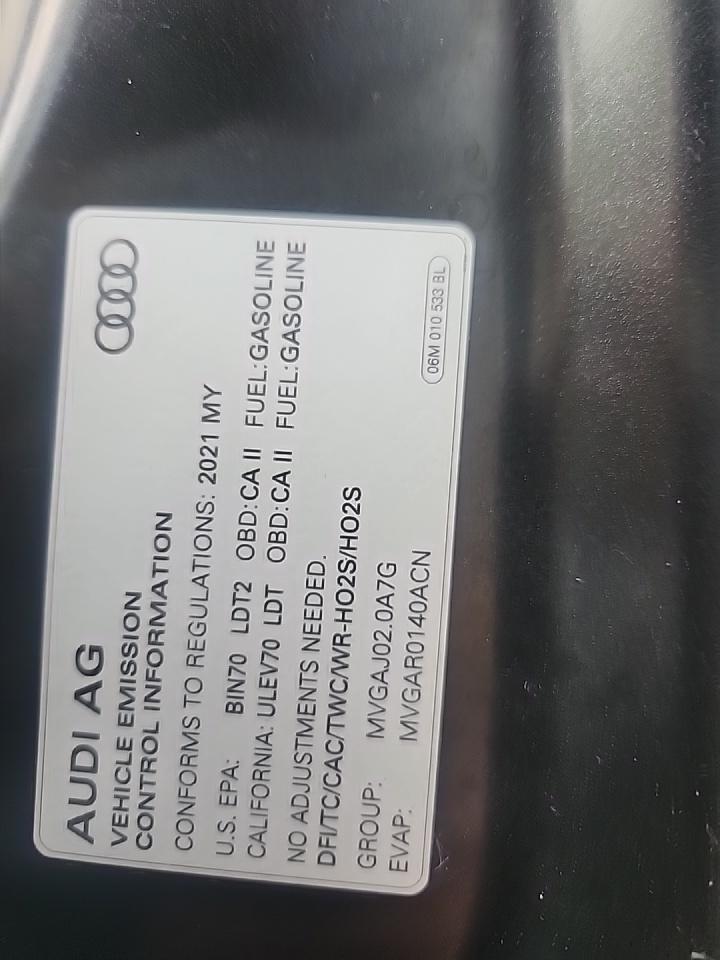 AUDI AG
VEHICLE EMISSION
CONTROL INFORMATION
CONFORMS TO REGULATIONS: 2021 MY
U.S. EPA: BIN70 LDT2 OBD:CA II FUEL:GASOLINE
CALIFORNIA: ULEV70 LDT OBD:CA II FUEL:GASOLINE
NO ADJUSTMENTS NEEDED.
DFI/TC/CAC/TWC/WR-HO2S/HO2S
GROUP: MVGAJ02.0A7G
EVAP: MVGAR0140ACN
06M 010 533 BL